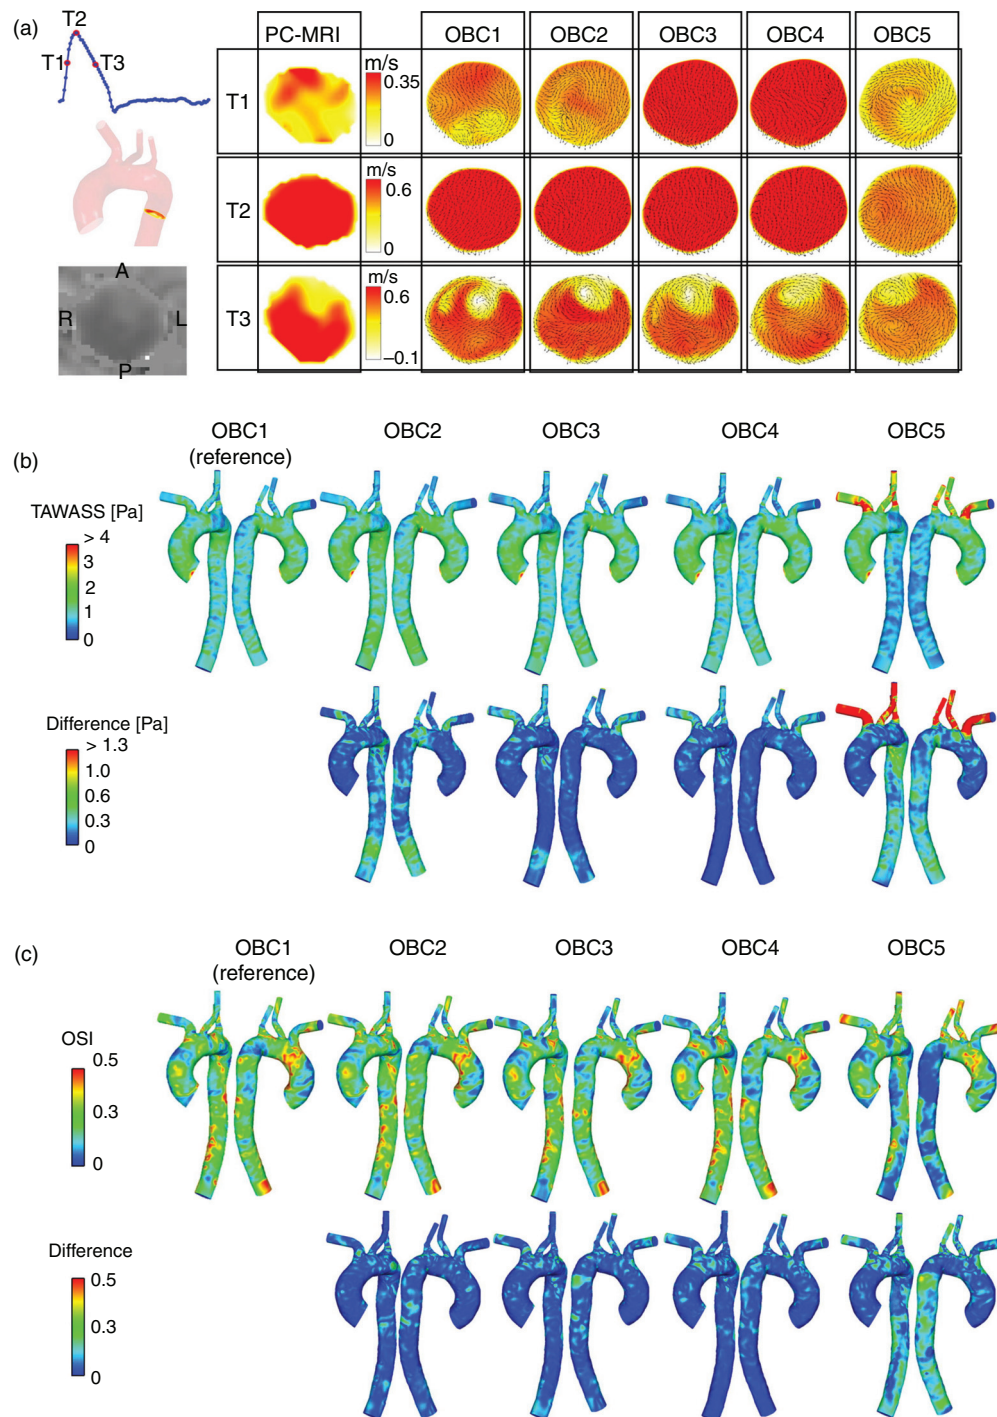 (a)
T2
T1
T3
A
R
L
P
PC-MRI
OBC1
OBC2
OBC3
OBC4
OBC5
T1
m/s
0.35
0
T2
m/s
0.6
0
T3
m/s
0.6
−0.1
(b)
OBC1
(reference)
OBC2
OBC3
OBC4
OBC5
TAWASS [Pa]
> 4
3
2
1
0
Difference [Pa]
> 1.3
1.0
0.6
0.3
0
(c)
OBC1
(reference)
OBC2
OBC3
OBC4
OBC5
OSI
0.5
0.3
0
Difference
0.5
0.3
0